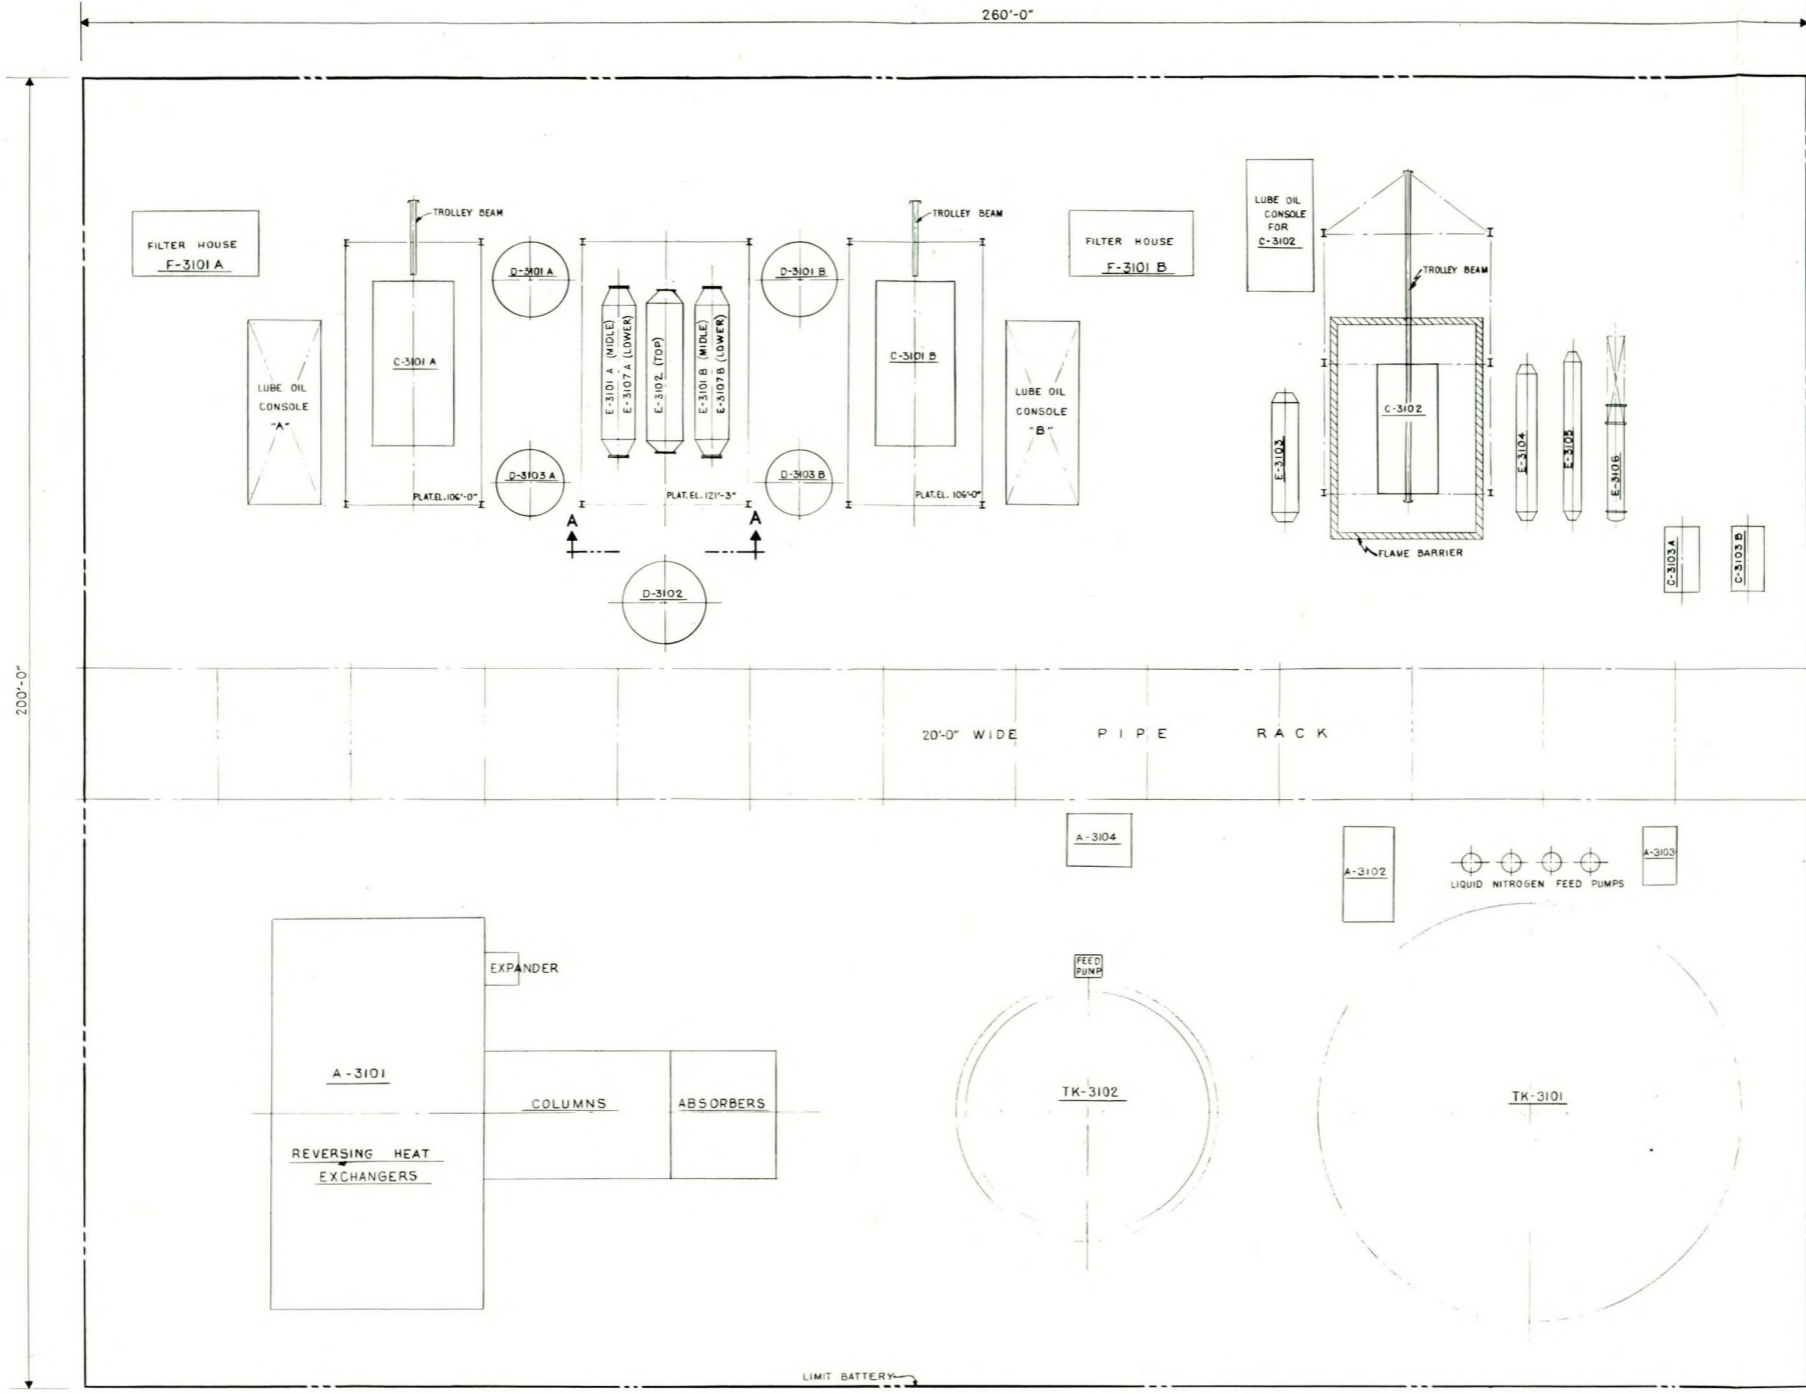 260'-0"
200'-0"
FILTER HOUSE
F-3101 A
TROLLEY BEAM
LUBE OIL
CONSOLE
"A"
C-3101 A
PLAT.EL.106'-0"
D-3101 A
D-3103 A
E-3101 A (MIDLE)
E-3107A (LOWER)
E-3102 (TOP)
E-3101 B (MIDLE)
E-3107B (LOWER)
PLAT.EL.121'-3"
A
A
D-3102
D-3101 B
D-3103 B
TROLLEY BEAM
C-3101 B
PLAT.EL. 106'-0"
LUBE OIL
CONSOLE
"B"
FILTER HOUSE
F-3101 B
LUBE OIL
CONSOLE
FOR
C-3102
TROLLEY BEAM
C-3102
FLAME BARRIER
E-3103
E-3104
E-3105
E-3106
C-3103A
C-3103B
20'-0" WIDE PIPE RACK
A-3104
A-3102
LIQUID NITROGEN FEED PUMPS
A-3103
EXPANDER
FEED
PUMP
A-3101
COLUMNS
ABSORBERS
REVERSING HEAT
EXCHANGERS
TK-3102
TK-3101
LIMIT BATTERY